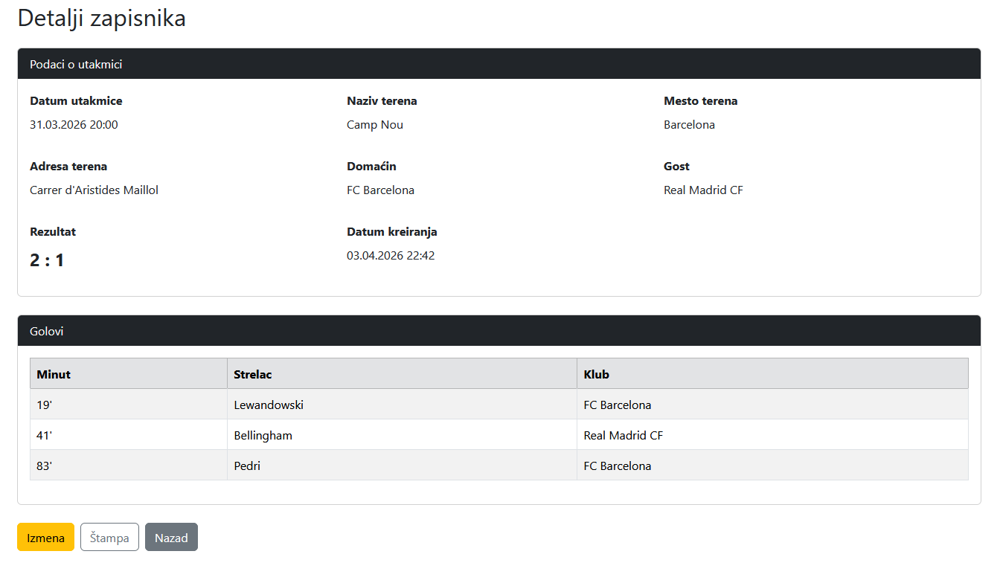 Detalji zapisnika
Podaci o utakmici
Datum utakmice Naziv terena Mesto terena
31.03.2026 20:00 Camp Nou Barcelona
Adresa terena Domaćin Gost
Carrer d'Aristides Maillol FC Barcelona Real Madrid CF
Rezultat Datum kreiranja
2 : 1 03.04.2026 22:42
Golovi
Minut Strelac Klub
19' Lewandowski FC Barcelona
41' Bellingham Real Madrid CF
83' Pedri FC Barcelona
Izmena Štampa Nazad